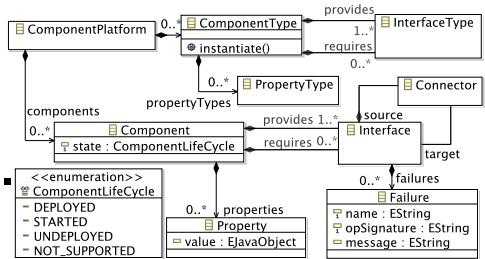 provides
0..*
ComponentType
InterfaceType
ComponentPlatform
1..*
instantiate()
requires
0..*
0..*
PropertyType
propertyTypes
Connector
components
source
0..*
Component
provides 1..*
Interface
state : ComponentLifeCycle
requires 0..*
target
<<enumeration>>
ComponentLifeCycle
DEPLOYED
STARTED
UNDEPLOYED
NOT_SUPPORTED
0..*
failures
Failure
name : EString
opSignature : EString
message : EString
0..*
properties
Property
value : EJavaObject